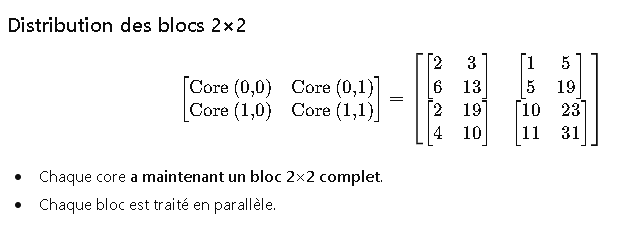 Distribution des blocs 2×2
[Core (0,0) Core (0,1)] = [[2 3] [1 5]
[6 13] [5 19]
[Core (1,0) Core (1,1)] [2 19] [10 23]
[4 10] [11 31]]
• Chaque core a maintenant un bloc 2×2 complet.
• Chaque bloc est traité en parallèle.